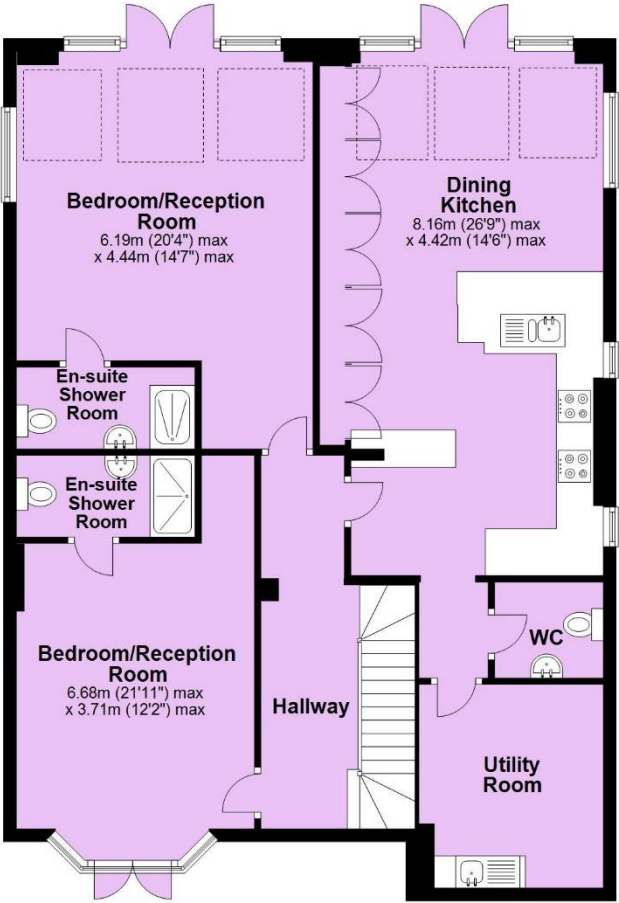 Bedroom/Reception
Room
6.19m (20'4") max
x 4.44m (14'7") max
Dining
Kitchen
8.16m (26'9") max
x 4.42m (14'6") max
En-suite
Shower
Room
En-suite
Shower
Room
Bedroom/Reception
Room
6.68m (21'11") max
x 3.71m (12'2") max
Hallway
WC
Utility
Room